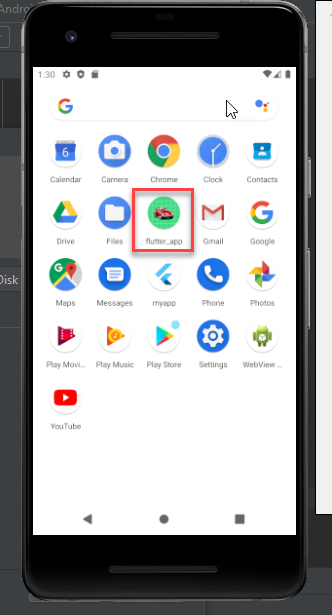 Android
1:30
6
Calendar
Camera
Chrome
Clock
Contacts
Drive
Files
flutter_app
Gmail
Google
Maps
Messages
myapp
Phone
Photos
Play Movi...
Play Music
Play Store
Settings
WebView ...
YouTube
Disk